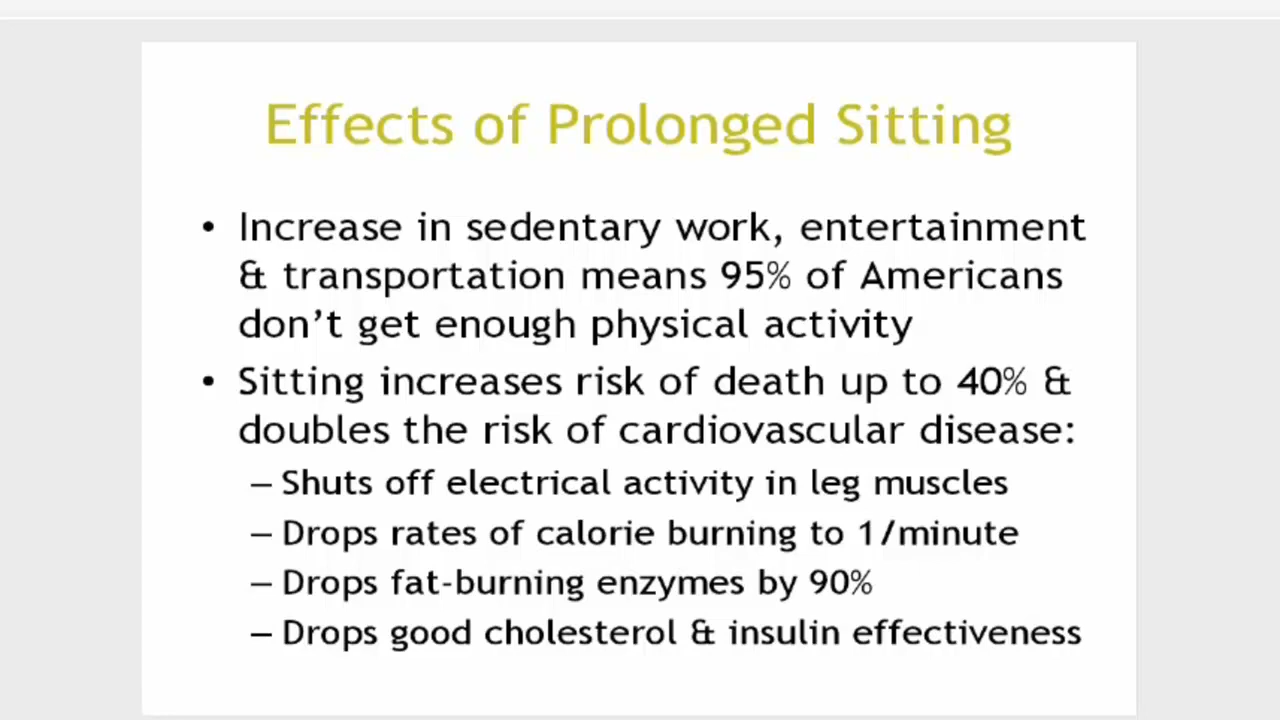 Effects of Prolonged Sitting
• Increase in sedentary work, entertainment
& transportation means 95% of Americans
don't get enough physical activity
• Sitting increases risk of death up to 40% &
doubles the risk of cardiovascular disease:
– Shuts off electrical activity in leg muscles
– Drops rates of calorie burning to 1/minute
– Drops fat-burning enzymes by 90%
– Drops good cholesterol & insulin effectiveness